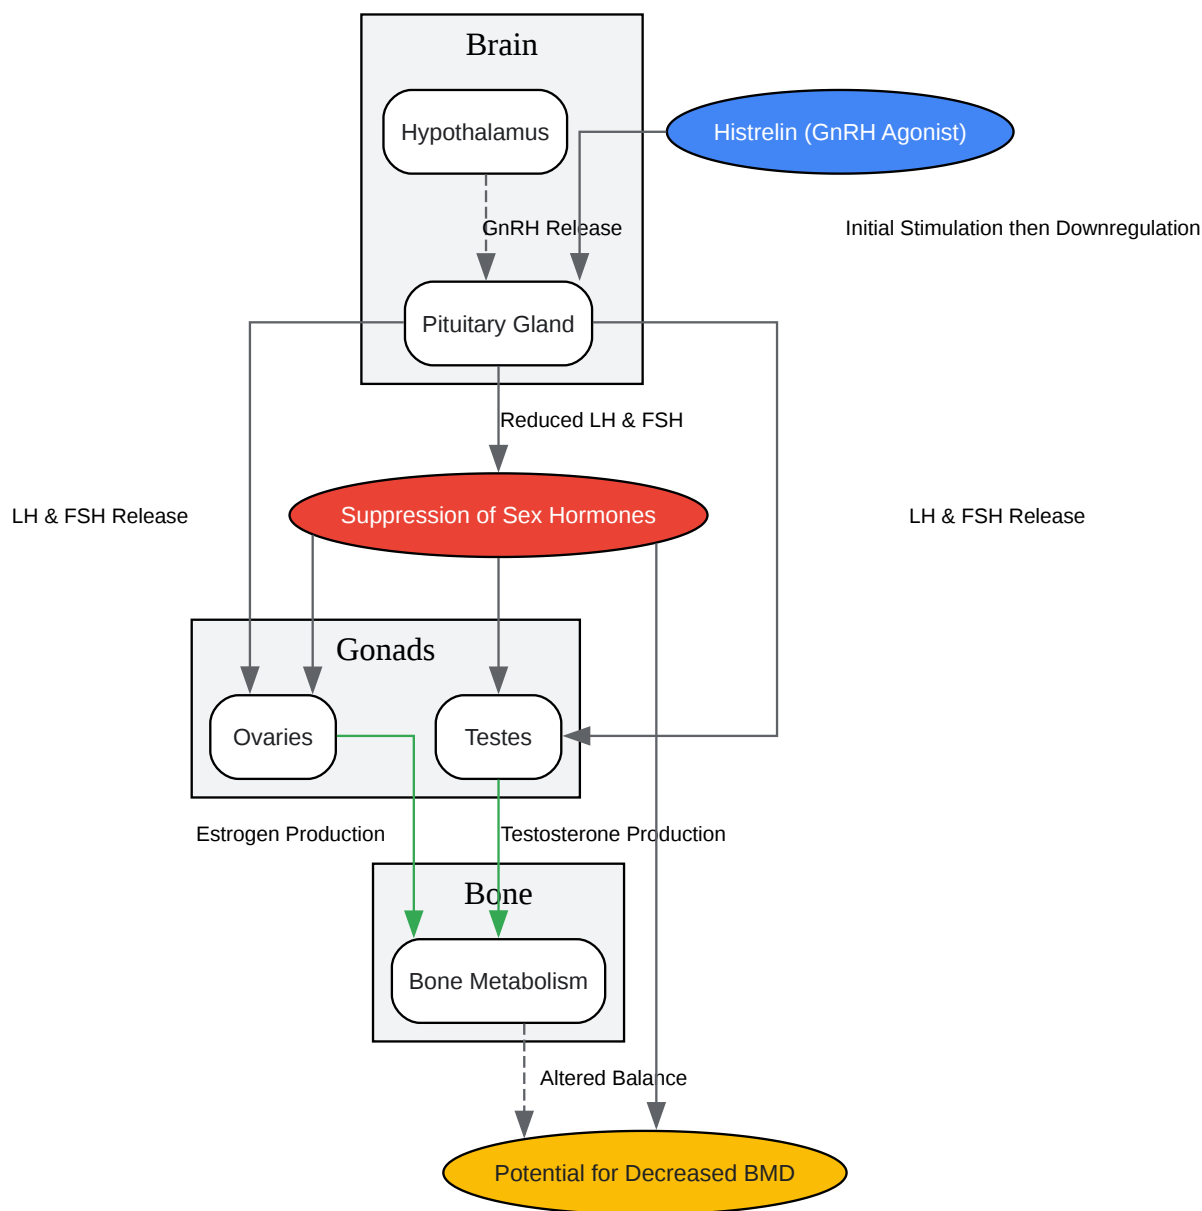 Brain
Hypothalamus
Histrelin (GnRH Agonist)
GnRH Release
Initial Stimulation then Downregulation
Pituitary Gland
Reduced LH & FSH
LH & FSH Release
Suppression of Sex Hormones
LH & FSH Release
Gonads
Ovaries
Testes
Estrogen Production
Testosterone Production
Bone
Bone Metabolism
Altered Balance
Potential for Decreased BMD